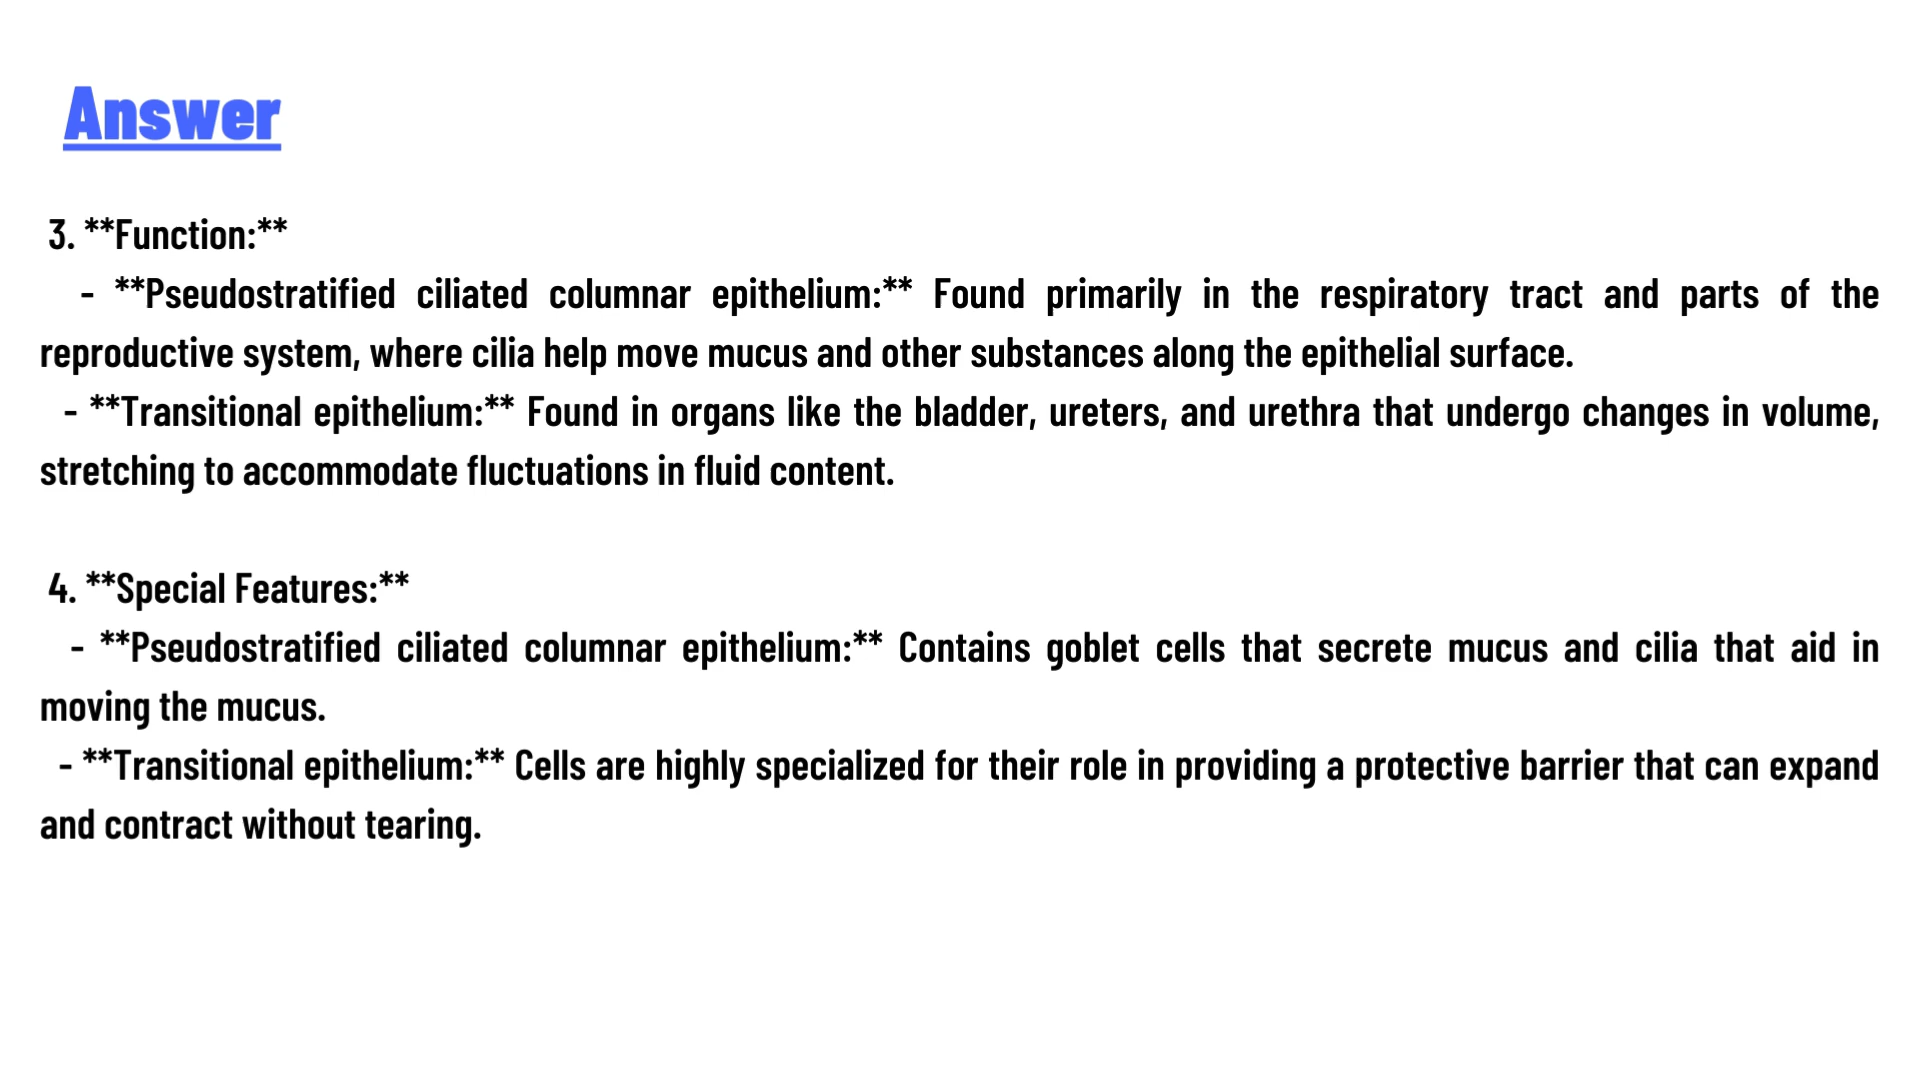 Answer
3. **Function:**
- **Pseudostratified ciliated columnar epithelium:** Found primarily in the respiratory tract and parts of the
reproductive system, where cilia help move mucus and other substances along the epithelial surface.
- **Transitional epithelium:** Found in organs like the bladder, ureters, and urethra that undergo changes in volume,
stretching to accommodate fluctuations in fluid content.
4. **Special Features:**
- **Pseudostratified ciliated columnar epithelium:** Contains goblet cells that secrete mucus and cilia that aid in
moving the mucus.
- **Transitional epithelium:** Cells are highly specialized for their role in providing a protective barrier that can expand
and contract without tearing.